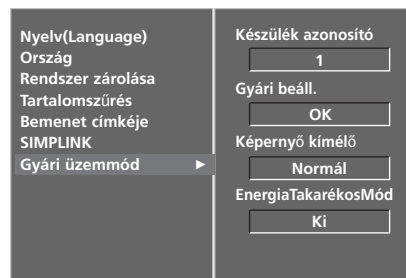 Nyelv(Language)
Ország
Rendszer zárolása
Tartalomszűrés
Bemenet címkéje
SIMPLINK
Gyári üzemmód ►
Készülék azonosító
1
Gyári beáll.
OK
Képernyő kímélő
Normál
EnergiaTakarékosMód
Ki